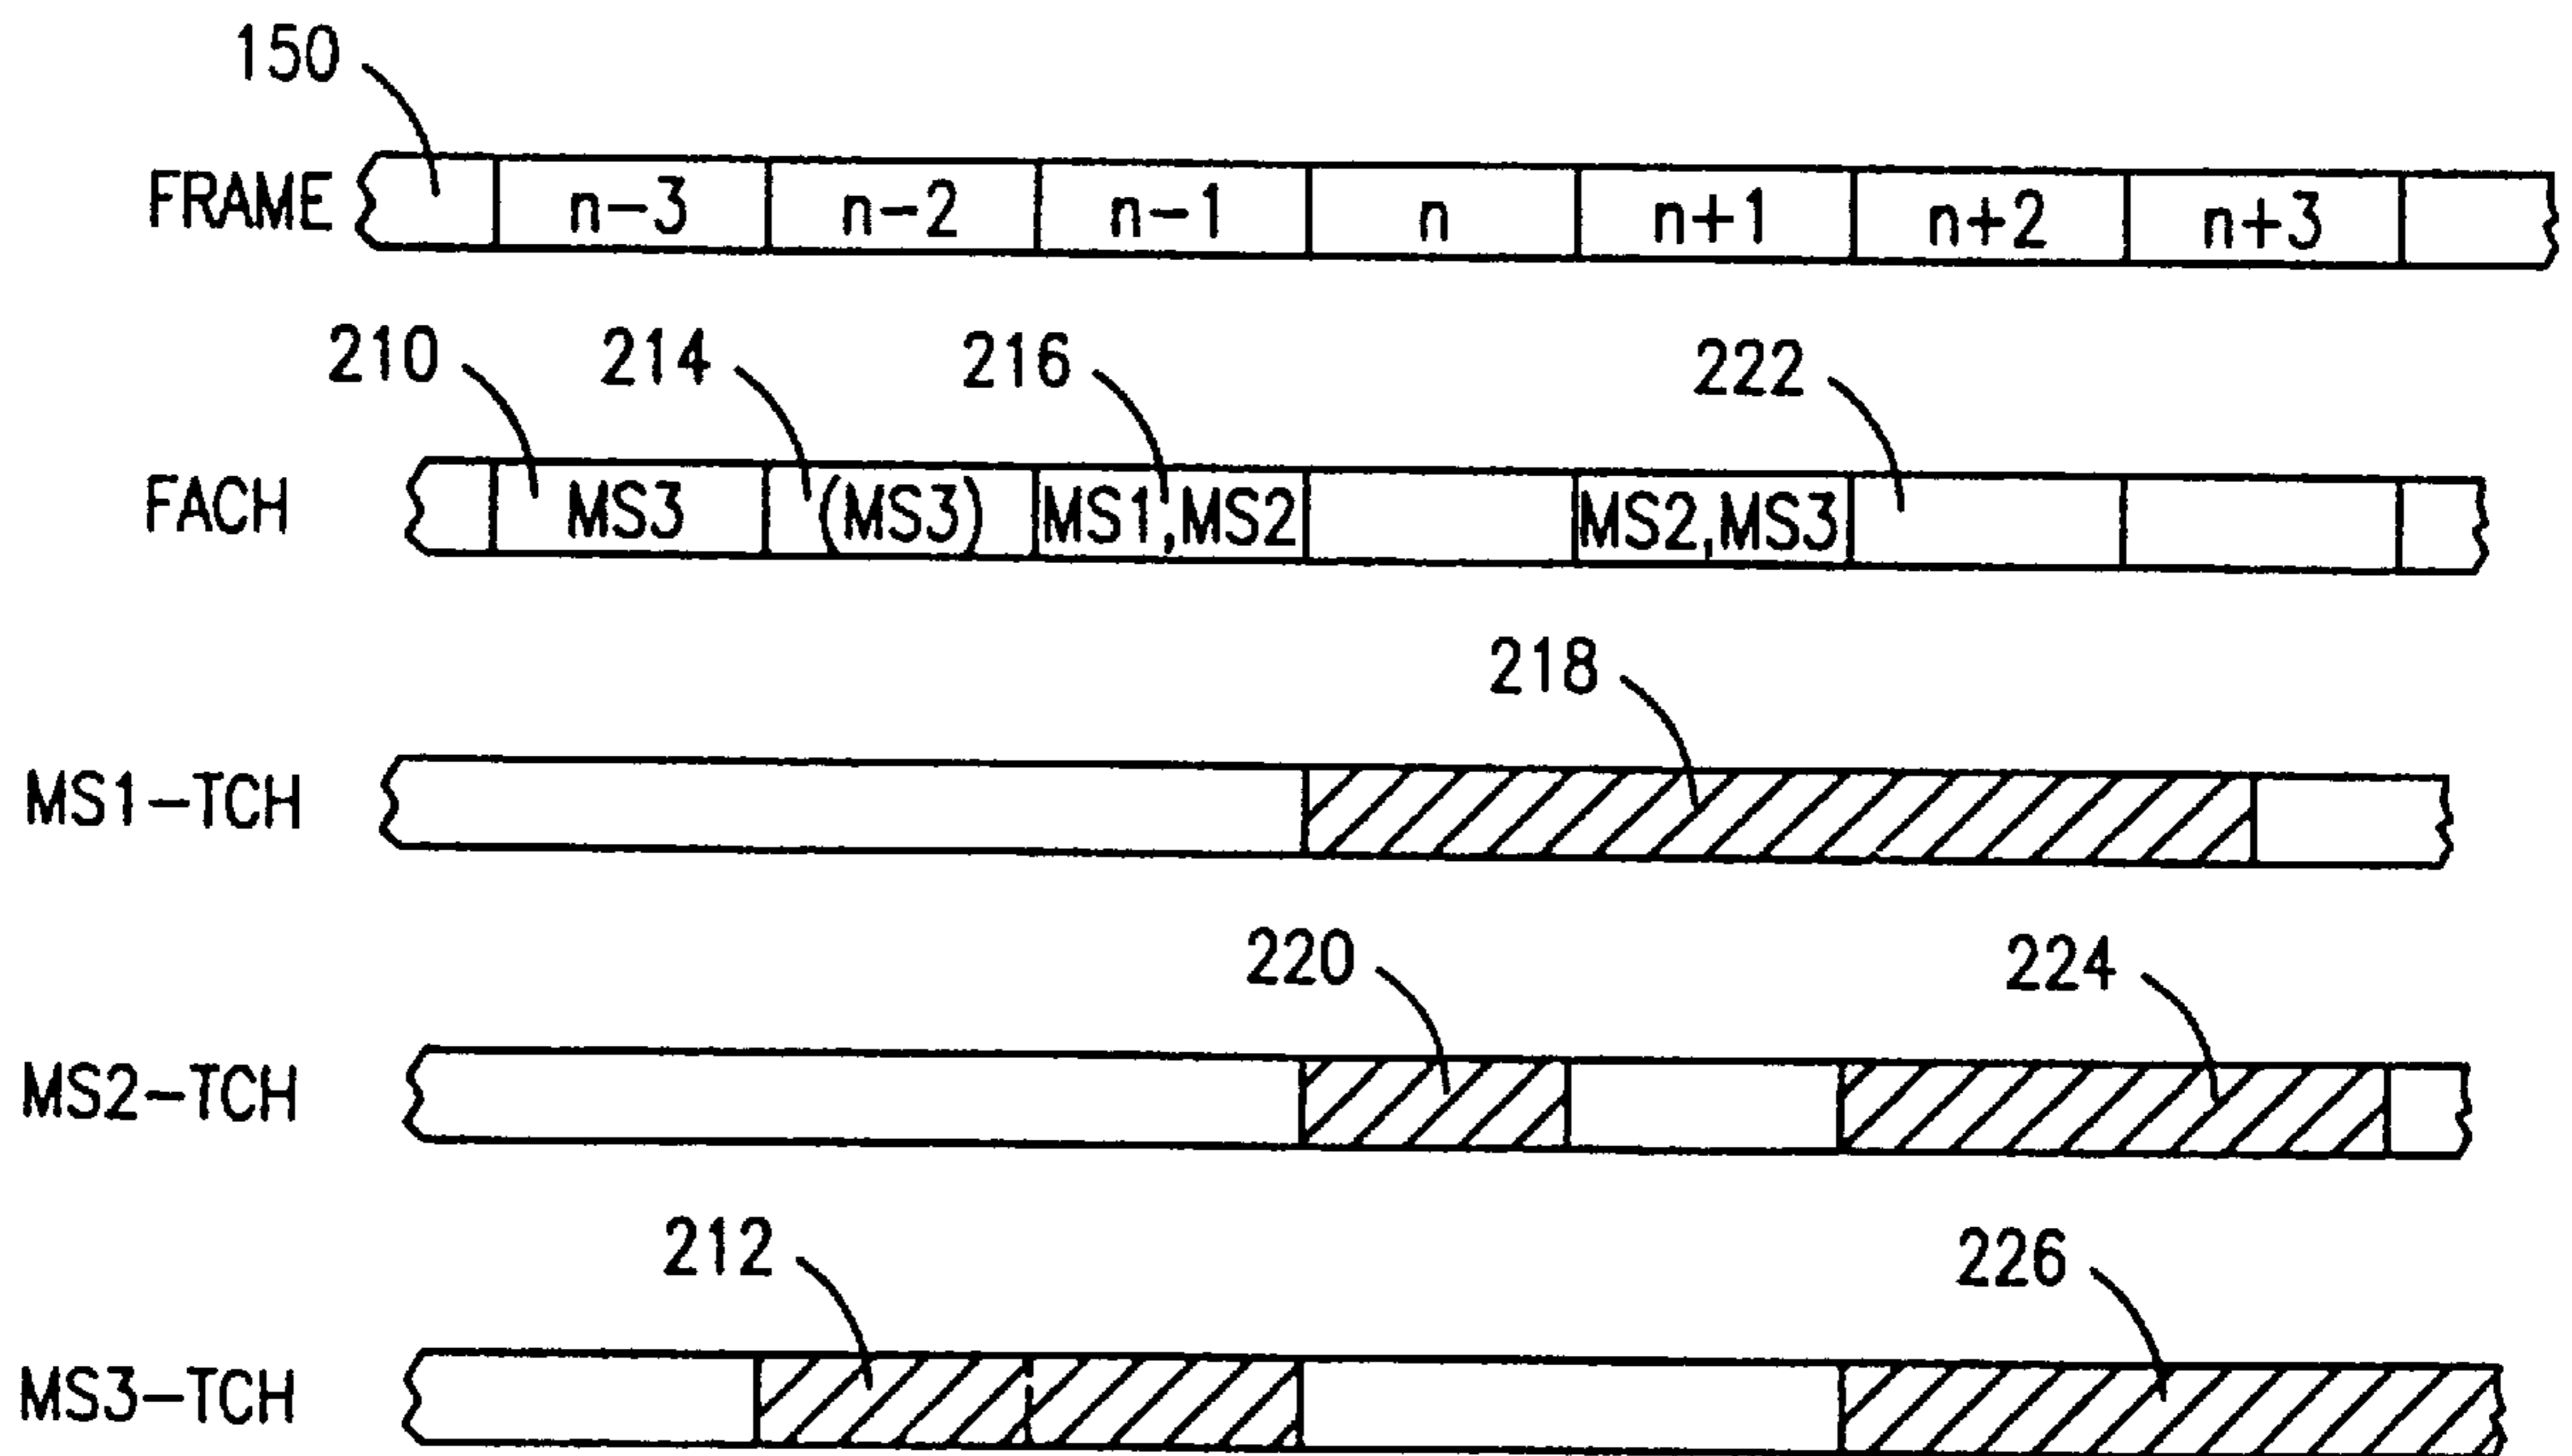 150
FRAME n-3 n-2 n-1 n n+1 n+2 n+3
210 214 216 222
FACH MS3 (MS3) MS1,MS2 MS2,MS3
218
MS1-TCH
220 224
MS2-TCH
212 226
MS3-TCH